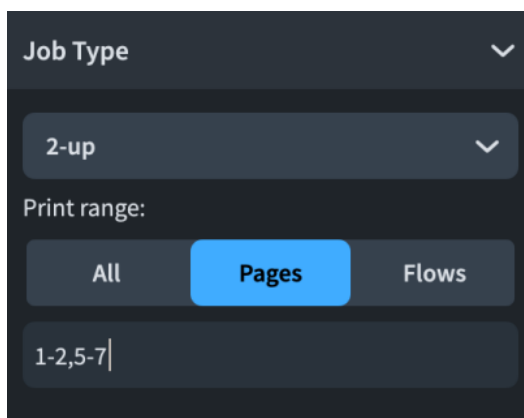 Job Type
2-up
Print range:
All Pages Flows
1-2,5-7